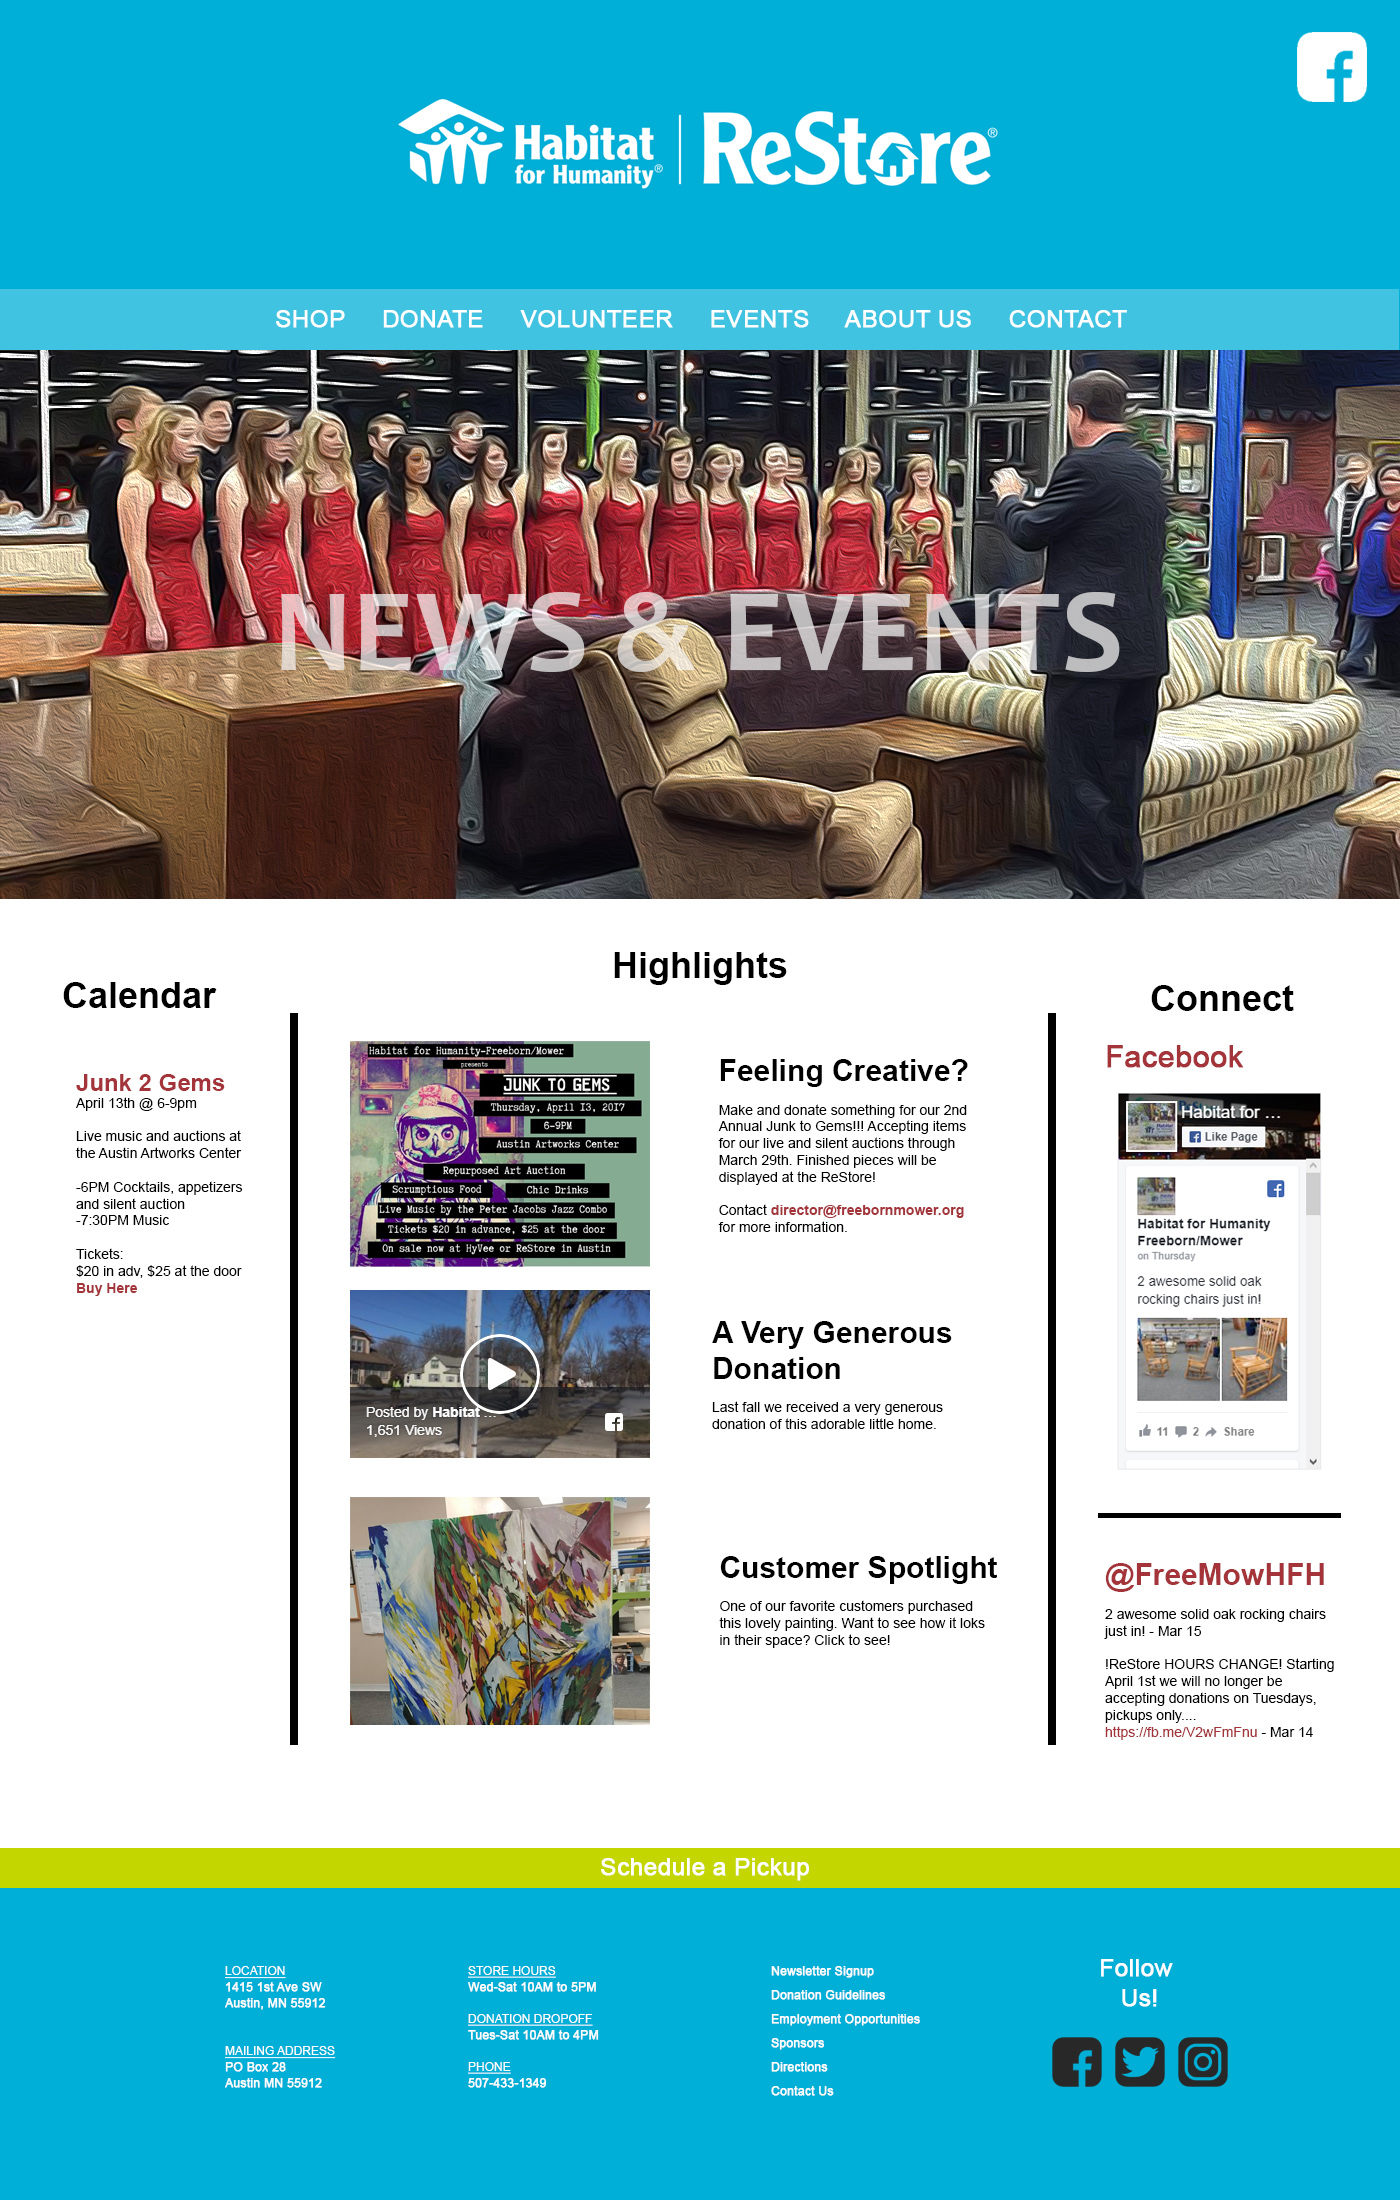 Habitat for Humanity® | ReStore®
SHOP DONATE VOLUNTEER EVENTS ABOUT US CONTACT
NEWS & EVENTS
Calendar
Junk 2 Gems
April 13th @ 6-9pm
Live music and auctions at
the Austin Artworks Center
-6PM Cocktails, appetizers
and silent auction
-7:30PM Music
Tickets:
$20 in adv, $25 at the door
Buy Here
Highlights
Habitat for Humanity-Freeborn/Mower
presents
JUNK TO GEMS
Thursday, April 13, 2017
6-9PM
Austin Artworks Center
Repurposed Art Auction
Scrumptious Food Chic Drinks
Live Music by the Peter Jacobs Jazz Combo
Tickets $20 in advance, $25 at the door
On sale now at HyVee or ReStore in Austin
Feeling Creative?
Make and donate something for our 2nd
Annual Junk to Gems!!! Accepting items
for our live and silent auctions through
March 29th. Finished pieces will be
displayed at the ReStore!
Contact director@freebornmower.org
for more information.
Posted by Habitat ...
1,651 Views
A Very Generous
Donation
Last fall we received a very generous
donation of this adorable little home.
Customer Spotlight
One of our favorite customers purchased
this lovely painting. Want to see how it loks
in their space? Click to see!
Connect
Facebook
Habitat for ...
Like Page
Habitat for Humanity
Freeborn/Mower
on Thursday
2 awesome solid oak
rocking chairs just in!
11 2 Share
@FreeMowHFH
2 awesome solid oak rocking chairs
just in! - Mar 15
!ReStore HOURS CHANGE! Starting
April 1st we will no longer be
accepting donations on Tuesdays,
pickups only....
https://fb.me/V2wFmFnu - Mar 14
Schedule a Pickup
LOCATION
1415 1st Ave SW
Austin, MN 55912
MAILING ADDRESS
PO Box 28
Austin MN 55912
STORE HOURS
Wed-Sat 10AM to 5PM
DONATION DROPOFF
Tues-Sat 10AM to 4PM
PHONE
507-433-1349
Newsletter Signup
Donation Guidelines
Employment Opportunities
Sponsors
Directions
Contact Us
Follow
Us!